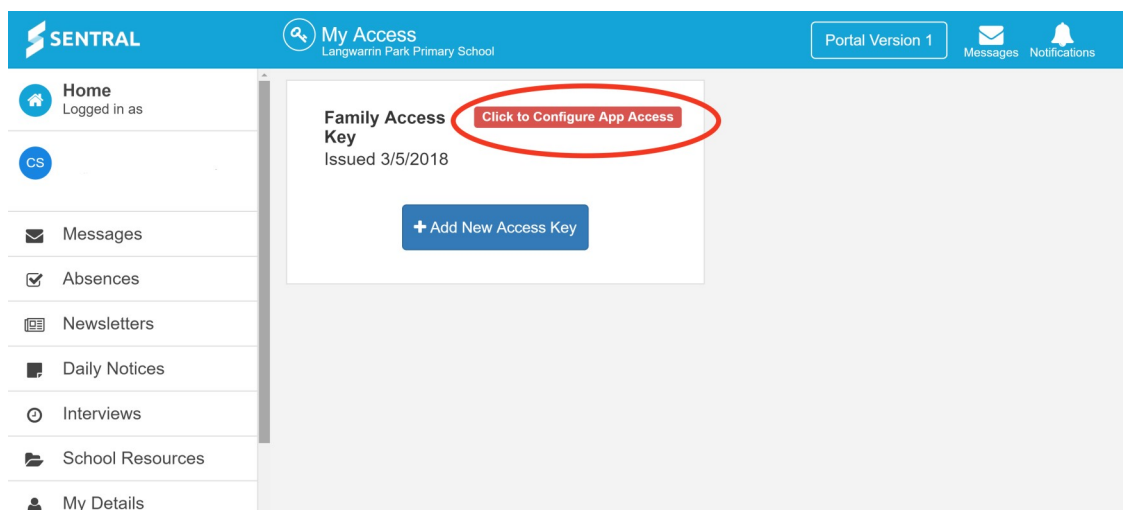 SENTRAL
My Access
Langwarrin Park Primary School
Portal Version 1
Messages
Notifications
Home
Logged in as
CS
Messages
Absences
Newsletters
Daily Notices
Interviews
School Resources
My Details
Family Access
Key
Click to Configure App Access
Issued 3/5/2018
+ Add New Access Key